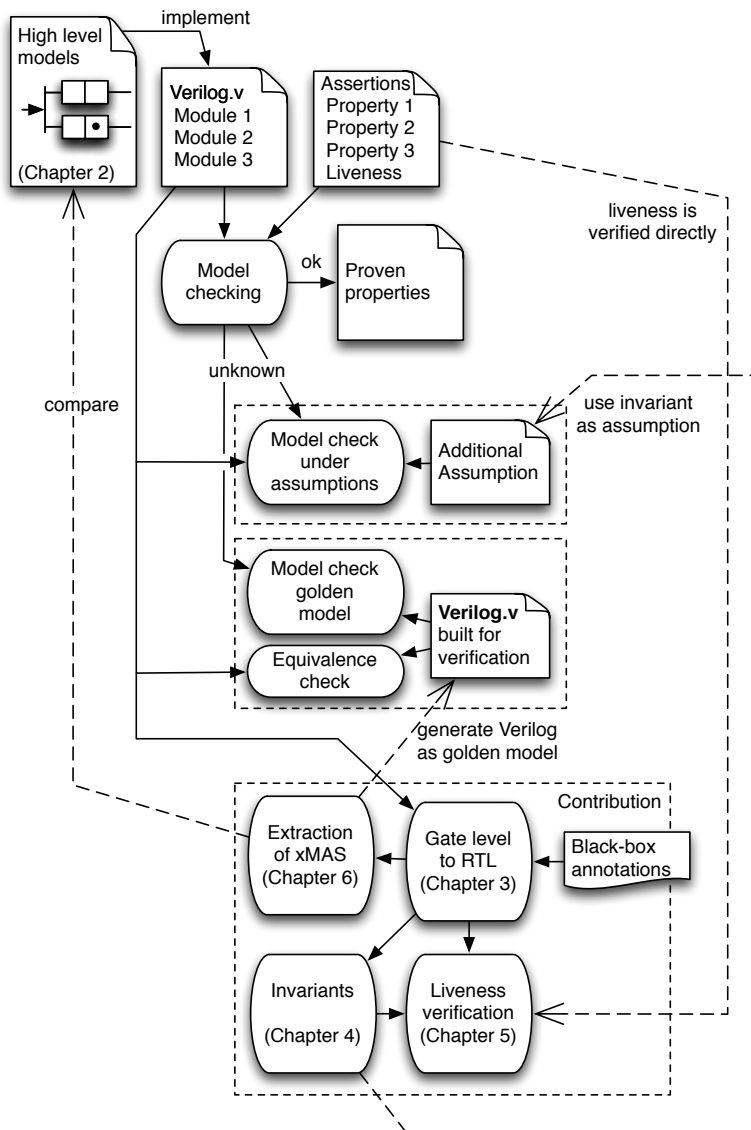 implement
High level
models
(Chapter 2)
Verilog.v
Module 1
Module 2
Module 3
Assertions
Property 1
Property 2
Property 3
Liveness
liveness is
verified directly
Model
checking
ok
Proven
properties
unknown
compare
use invariant
as assumption
Model check
under
assumptions
Additional
Assumption
Model check
golden
model
Verilog.v
built for
verification
Equivalence
check
generate Verilog
as golden model
Contribution
Extraction
of xMAS
(Chapter 6)
Gate level
to RTL
(Chapter 3)
Black-box
annotations
Invariants
(Chapter 4)
Liveness
verification
(Chapter 5)